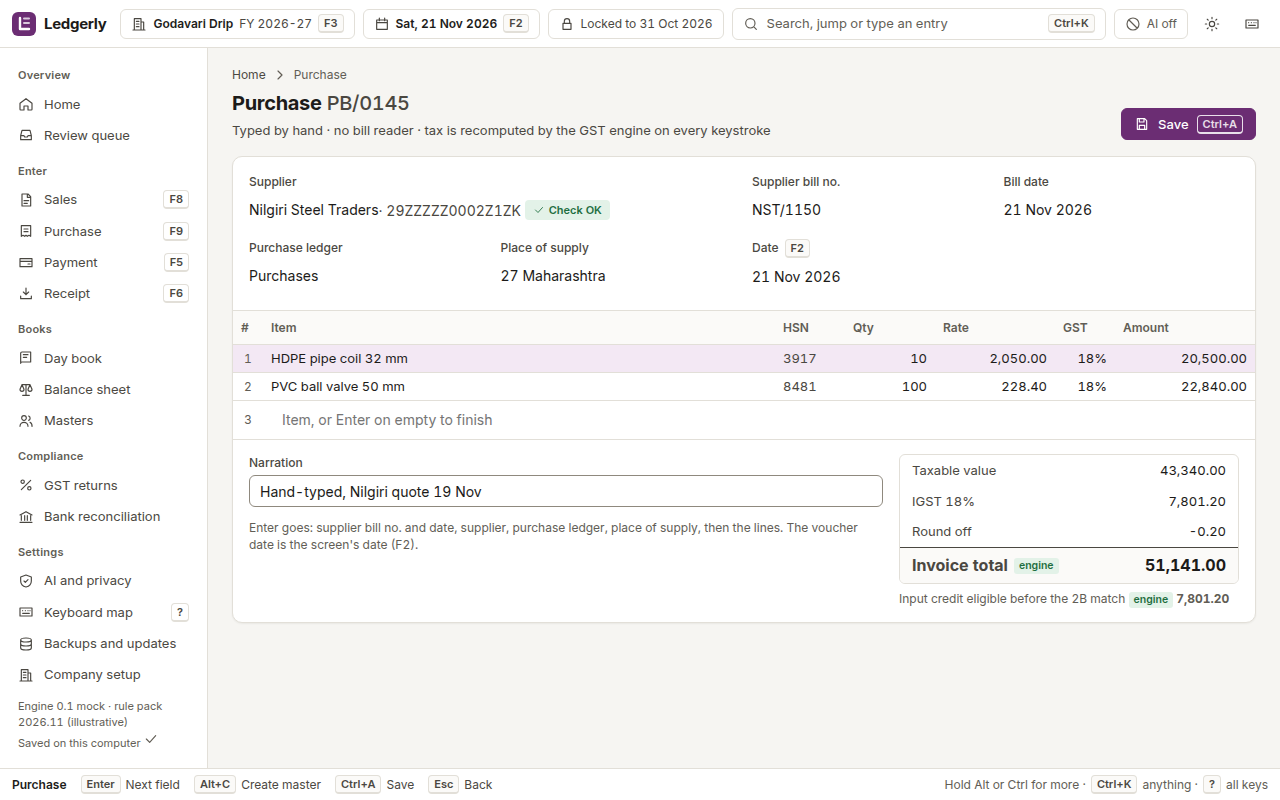 Ledgerly
Godavari Drip FY 2026-27 F3
Sat, 21 Nov 2026 F2
Locked to 31 Oct 2026
Search, jump or type an entry Ctrl+K
AI off
Overview
Home
Review queue
Enter
Sales F8
Purchase F9
Payment F5
Receipt F6
Books
Day book
Balance sheet
Masters
Compliance
GST returns
Bank reconciliation
Settings
AI and privacy
Keyboard map ?
Backups and updates
Company setup
Engine 0.1 mock · rule pack
2026.11 (illustrative)
Saved on this computer
Home Purchase
Purchase PB/0145
Typed by hand · no bill reader · tax is recomputed by the GST engine on every keystroke
Save Ctrl+A
Supplier Supplier bill no. Bill date
Nilgiri Steel Traders · 29ZZZZZ0002Z1ZK Check OK NST/1150 21 Nov 2026
Purchase ledger Place of supply Date F2
Purchases 27 Maharashtra 21 Nov 2026
# Item HSN Qty Rate GST Amount
1 HDPE pipe coil 32 mm 3917 10 2,050.00 18% 20,500.00
2 PVC ball valve 50 mm 8481 100 228.40 18% 22,840.00
3 Item, or Enter on empty to finish
Narration
Hand-typed, Nilgiri quote 19 Nov
Enter goes: supplier bill no. and date, supplier, purchase ledger, place of supply, then the lines. The voucher
date is the screen's date (F2).
Taxable value 43,340.00
IGST 18% 7,801.20
Round off -0.20
Invoice total engine 51,141.00
Input credit eligible before the 2B match engine 7,801.20
Purchase Enter Next field Alt+C Create master Ctrl+A Save Esc Back
Hold Alt or Ctrl for more · Ctrl+K anything · ? all keys